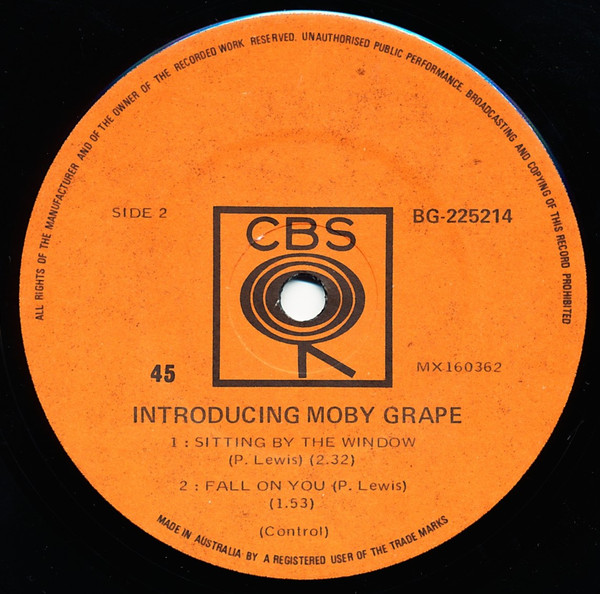 ALL RIGHTS OF THE MANUFACTURER AND OF THE OWNER OF THE RECORDED WORK RESERVED. UNAUTHORISED PUBLIC PERFORMANCE, BROADCASTING AND COPYING OF THIS RECORD PROHIBITED
SIDE 2
BG-225214
CBS
45
MX160362
INTRODUCING MOBY GRAPE
1 : SITTING BY THE WINDOW
(P. Lewis) (2.32)
2 : FALL ON YOU (P. Lewis)
(1.53)
(Control)
MADE IN AUSTRALIA BY A REGISTERED USER OF THE TRADE MARKS